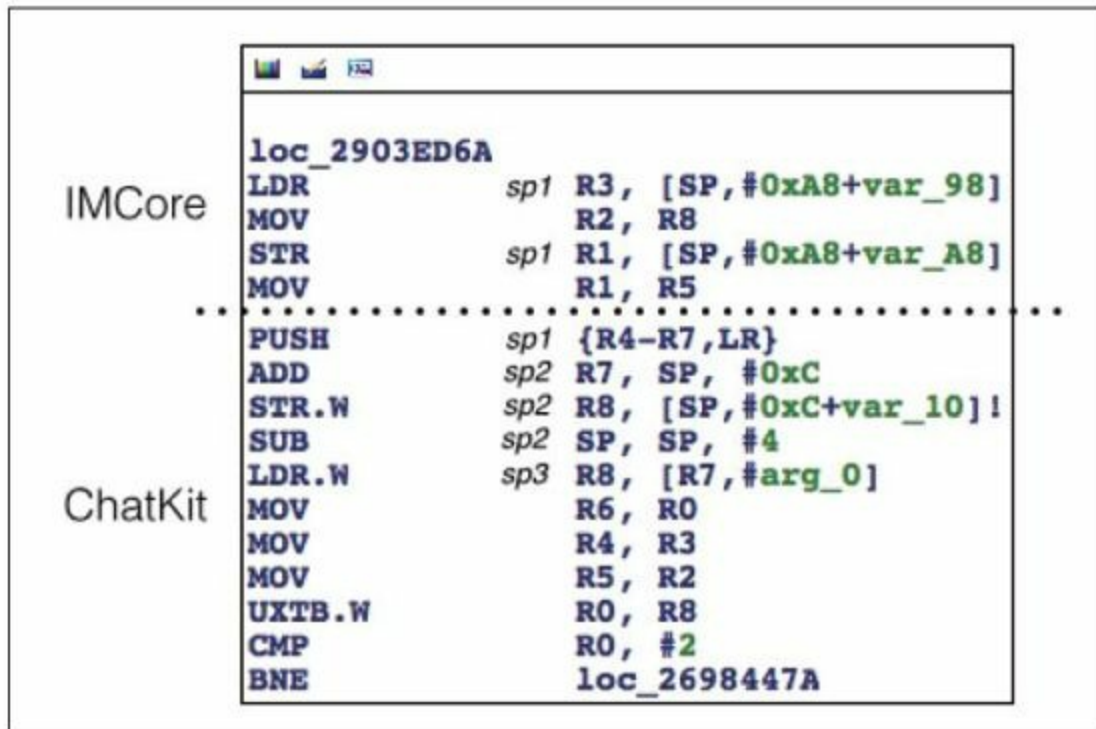 loc_2903ED6A
IMCore
LDR sp1 R3, [SP,#0xA8+var_98]
MOV R2, R8
STR sp1 R1, [SP,#0xA8+var_A8]
MOV R1, R5
PUSH sp1 {R4-R7,LR}
ADD sp2 R7, SP, #0xC
STR.W sp2 R8, [SP,#0xC+var_10]!
SUB sp2 SP, SP, #4
LDR.W sp3 R8, [R7,#arg_0]
ChatKit
MOV R6, R0
MOV R4, R3
MOV R5, R2
UXTB.W R0, R8
CMP R0, #2
BNE loc_2698447A